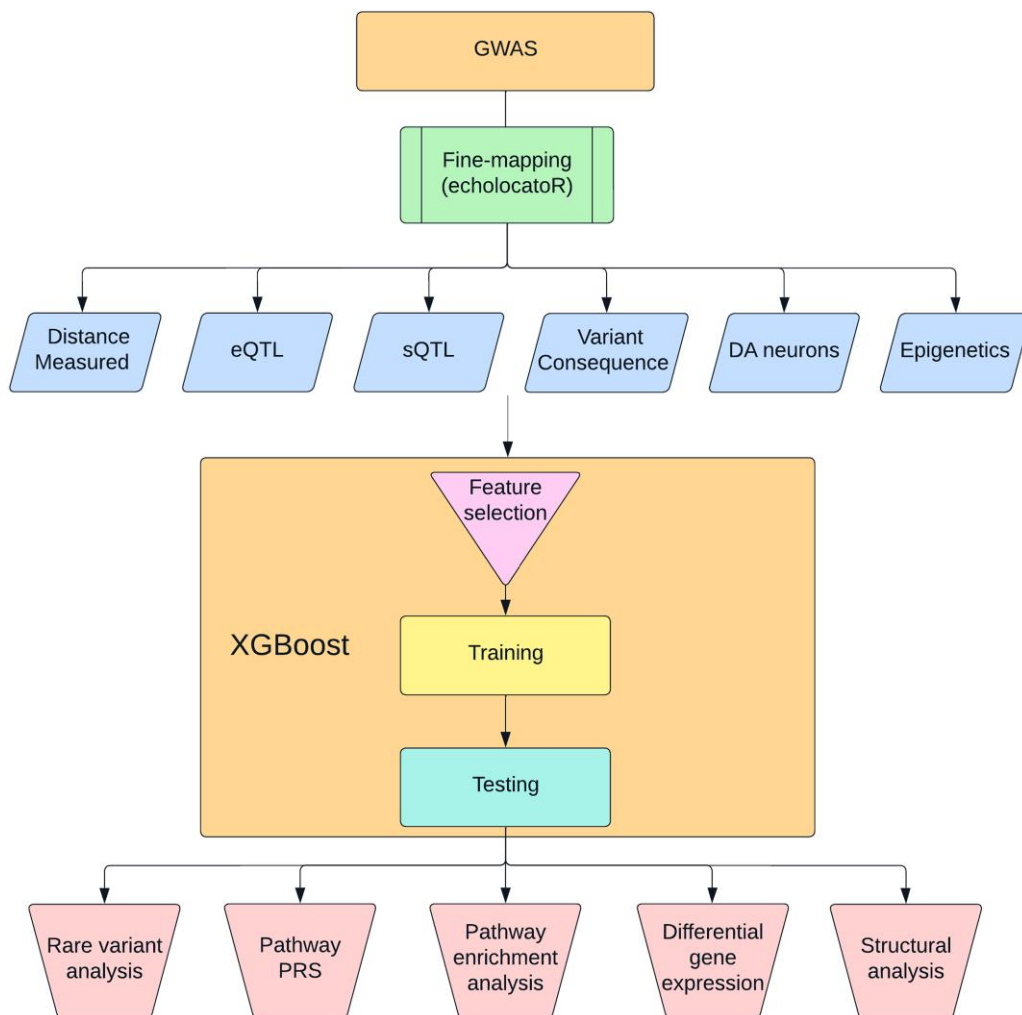 GWAS
Fine-mapping
(echolocatoR)
Distance
Measured
eQTL
sQTL
Variant
Consequence
DA neurons
Epigenetics
Feature
selection
XGBoost
Training
Testing
Rare variant
analysis
Pathway
PRS
Pathway
enrichment
analysis
Differential
gene
expression
Structural
analysis